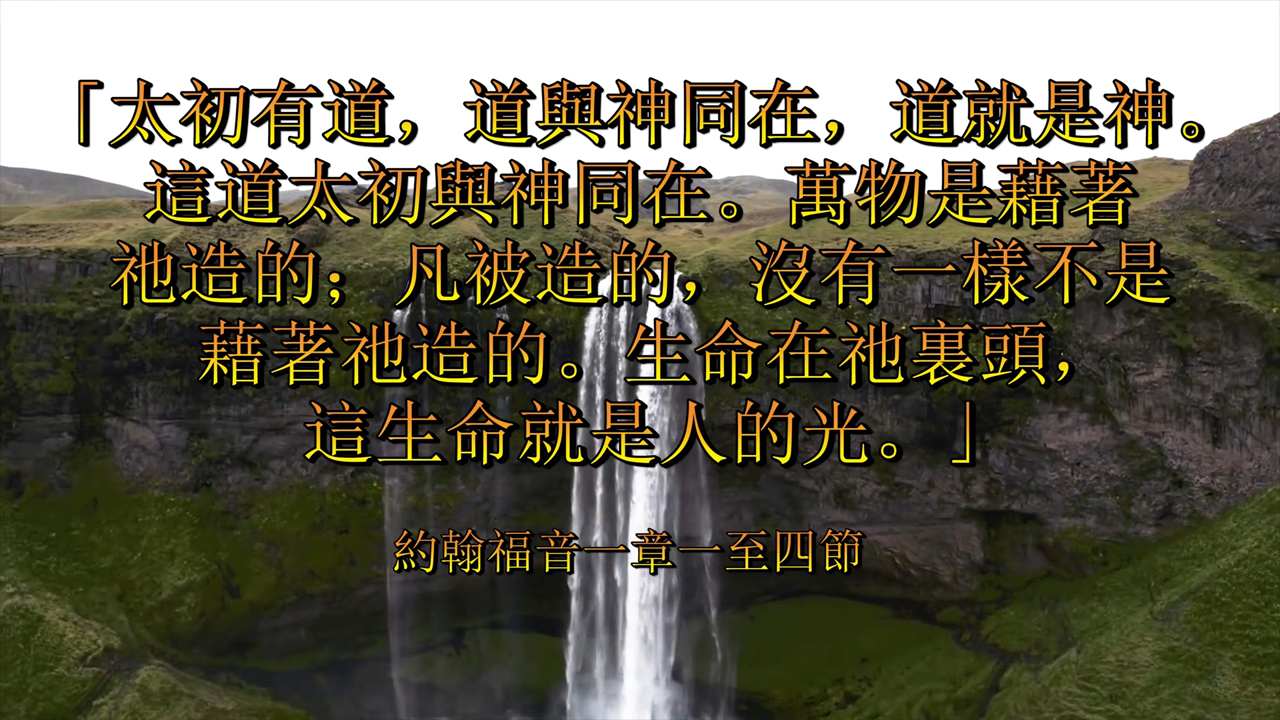 「太初有道，道與神同在，道就是神。
這道太初與神同在。萬物是藉著
祂造的；凡被造的，沒有一樣不是
藉著祂造的。生命在祂裏頭，
這生命就是人的光。」
約翰福音一章一至四節